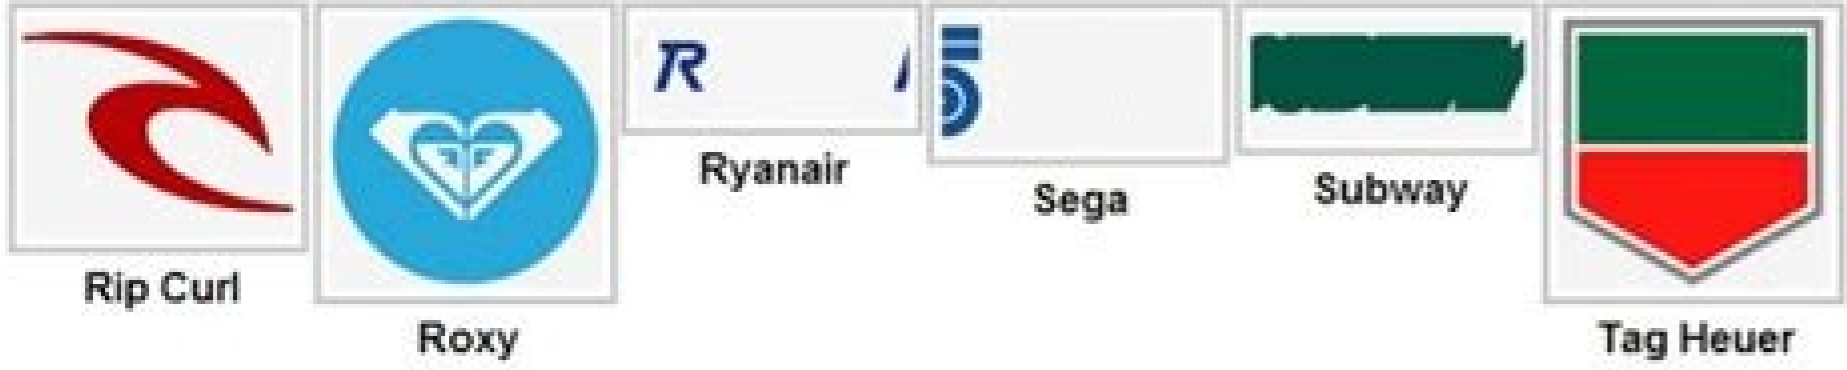 R
Rip Curl
Roxy
Ryanair
Sega
Subway
Tag Heuer